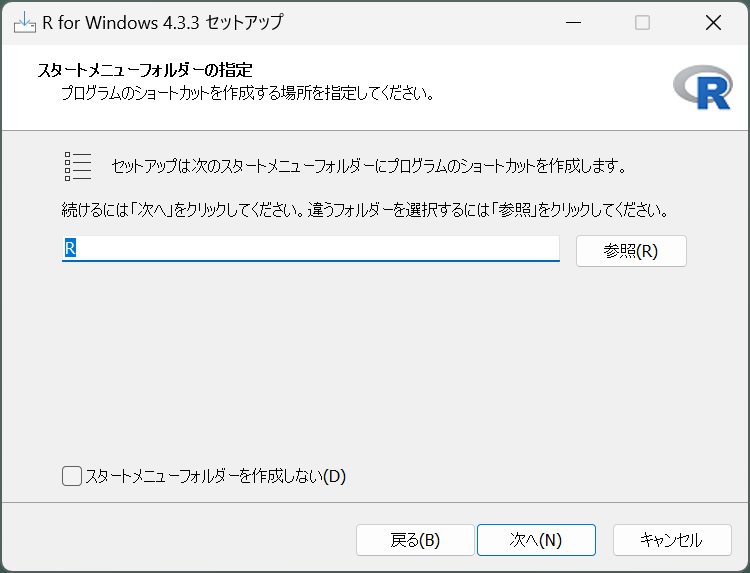 R for Windows 4.3.3 セットアップ
スタートメニューフォルダーの指定
プログラムのショートカットを作成する場所を指定してください。
R
セットアップは次のスタートメニューフォルダーにプログラムのショートカットを作成します。
続けるには「次へ」をクリックしてください。違うフォルダーを選択するには「参照」をクリックしてください。
R
参照(R)
スタートメニューフォルダーを作成しない(D)
戻る(B)
次へ(N)
キャンセル